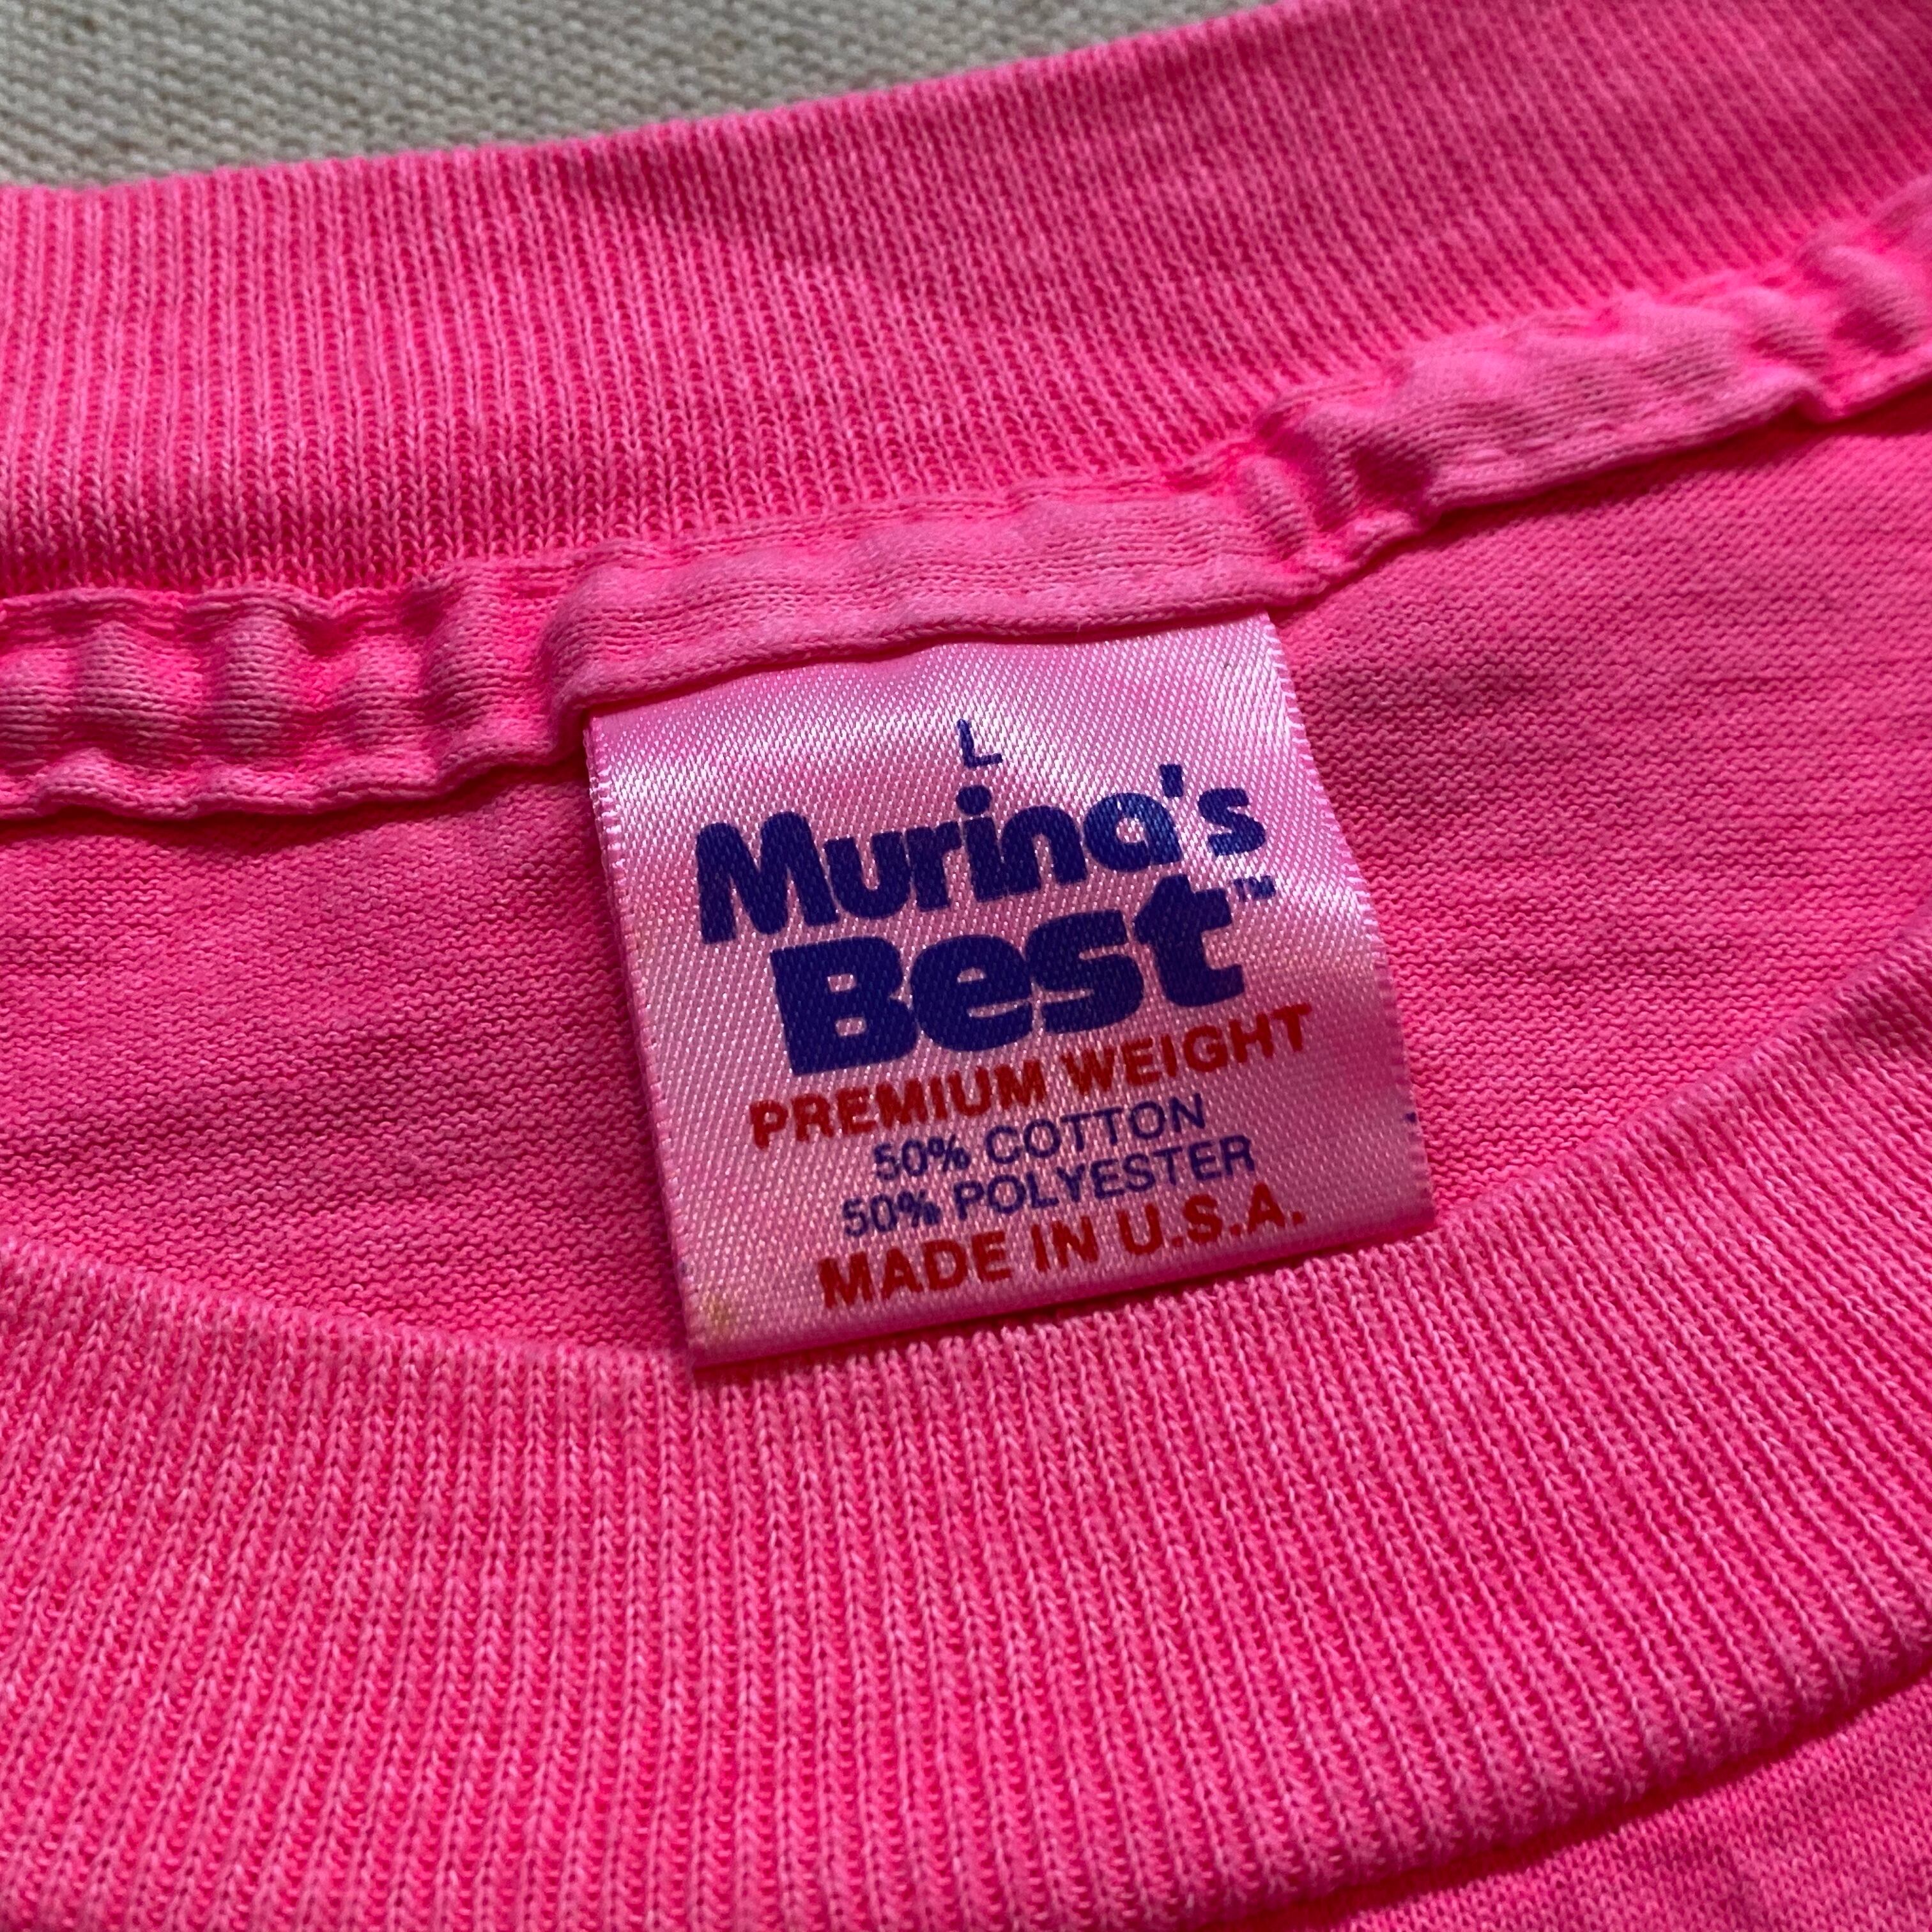 L
Murina's
Best™
PREMIUM WEIGHT
50% COTTON
50% POLYESTER
MADE IN U.S.A.